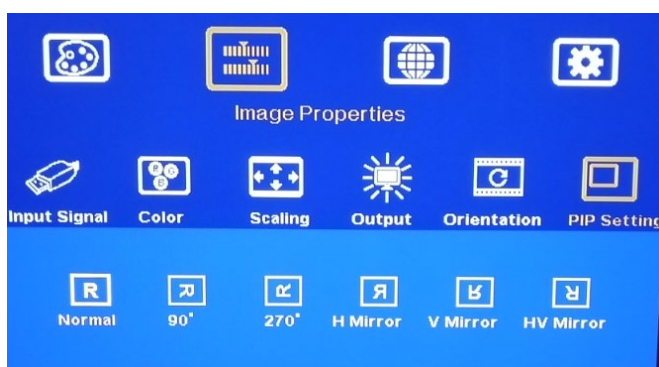 Image Properties
R G B
Input Signal Color Scaling Output Orientation PIP Setting
R R R R R R
Normal 90° 270° H Mirror V Mirror HV Mirror